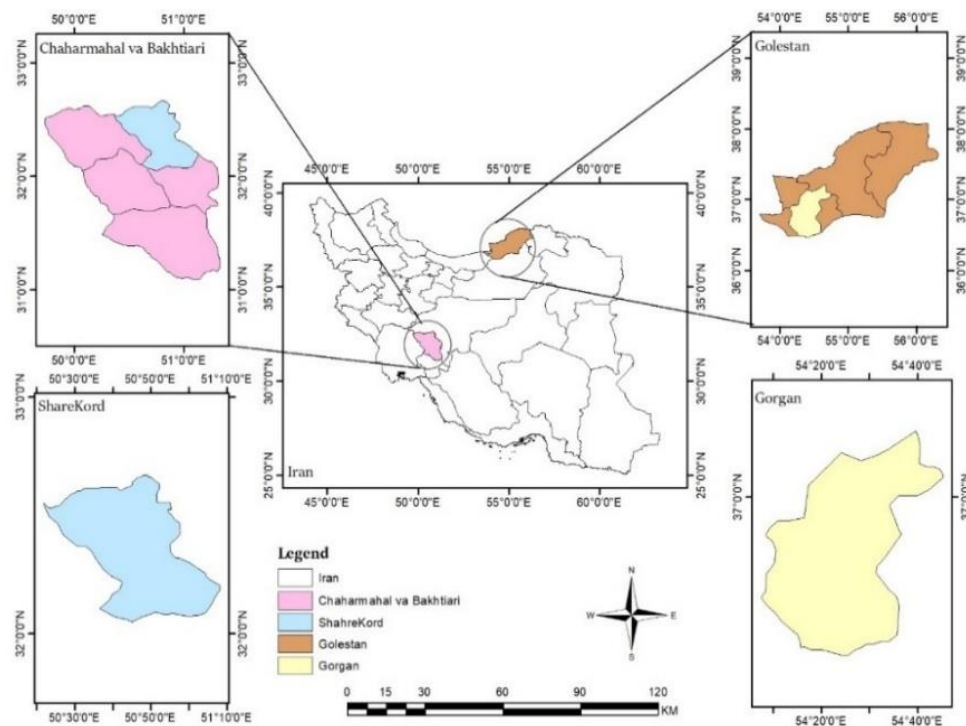 50°0'0"E 51°0'0"E
Chaharmahal va Bakhtiari
33°0'0"N
32°0'0"N
31°0'0"N
33°0'0"N
32°0'0"N
31°0'0"N
50°0'0"E 51°0'0"E
54°0'0"E 55°0'0"E 56°0'0"E
Golestan
39°0'0"N
38°0'0"N
37°0'0"N
36°0'0"N
39°0'0"N
38°0'0"N
37°0'0"N
36°0'0"N
54°0'0"E 55°0'0"E 56°0'0"E
45°0'0"E 50°0'0"E 55°0'0"E 60°0'0"E
40°0'0"N
35°0'0"N
30°0'0"N
25°0'0"N
40°0'0"N
35°0'0"N
30°0'0"N
25°0'0"N
Iran
45°0'0"E 50°0'0"E 55°0'0"E 60°0'0"E
50°30'0"E 50°50'0"E 51°10'0"E
ShareKord
33°0'0"N
32°0'0"N
33°0'0"N
32°0'0"N
50°30'0"E 50°50'0"E 51°10'0"E
54°20'0"E 54°40'0"E
Gorgan
37°0'0"N
37°0'0"N
54°20'0"E 54°40'0"E
Legend
Iran
Chaharmahal va Bakhtiari
ShahreKord
Golestan
Gorgan
N
W E
S
0 15 30 60 90 120
KM